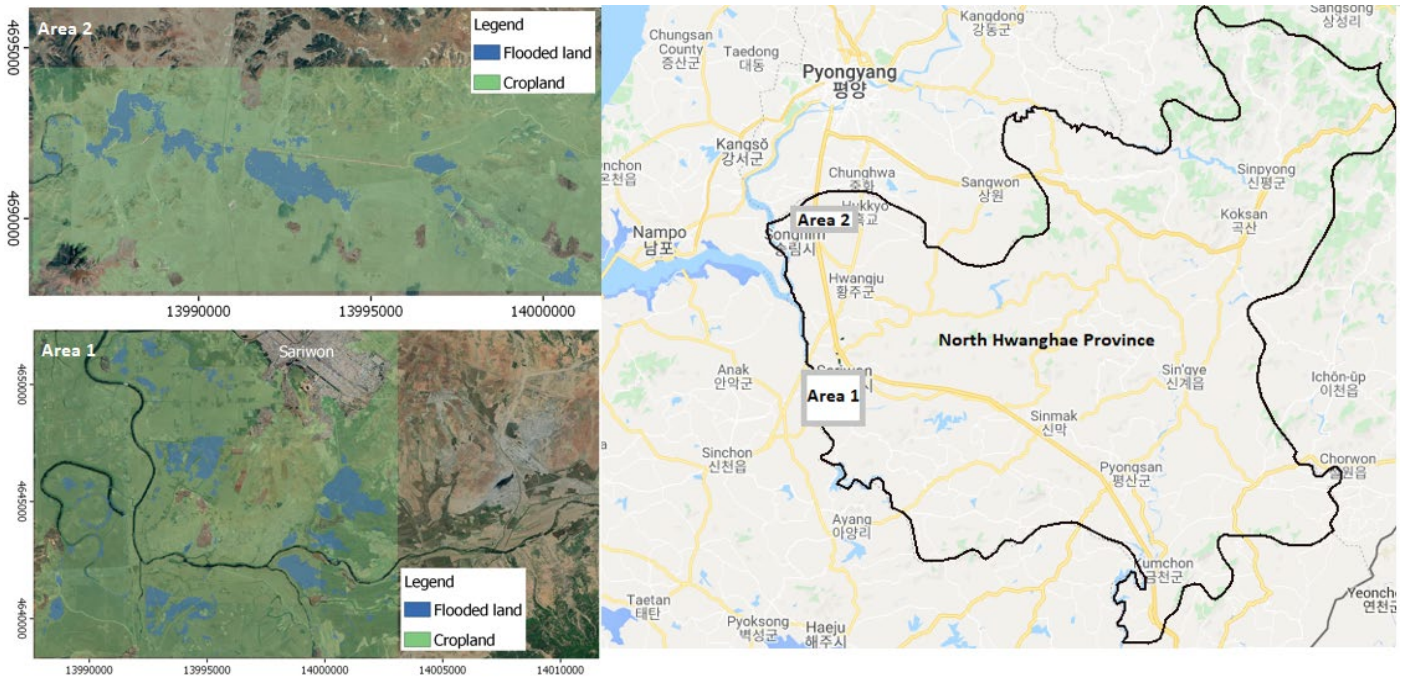 Area 2
Legend
Flooded land
Cropland
4695000
4690000
13990000
13995000
14000000
Area 1
Sariwon
4650000
4645000
4640000
Legend
Flooded land
Cropland
13990000
13995000
14000000
14005000
14010000
Sangsong
상성리
Kangdong
강동군
Chungsan
County
증산군
Taedong
대동
Pyongyang
평양
Kangsŏ
강서군
온천읍
Chunghwa
중화
Sangwon
상원
Sinpyong
신평군
Koksan
곡산
Area 2
Nampo
남포
Songnim
송림시
Hwangju
황주군
North Hwanghae Province
Anak
안악군
Area 1
Sin'gye
신계읍
Ichŏn-ŭp
이천읍
Sinmak
신막
Sinchon
신천읍
Chorwon
Pyongsan
평산군
Ayang
아양리
Kumchon
금천군
Taetan
태탄
Pyoksong
벽성군
Haeju
해주시
Yeoncheo
연천군